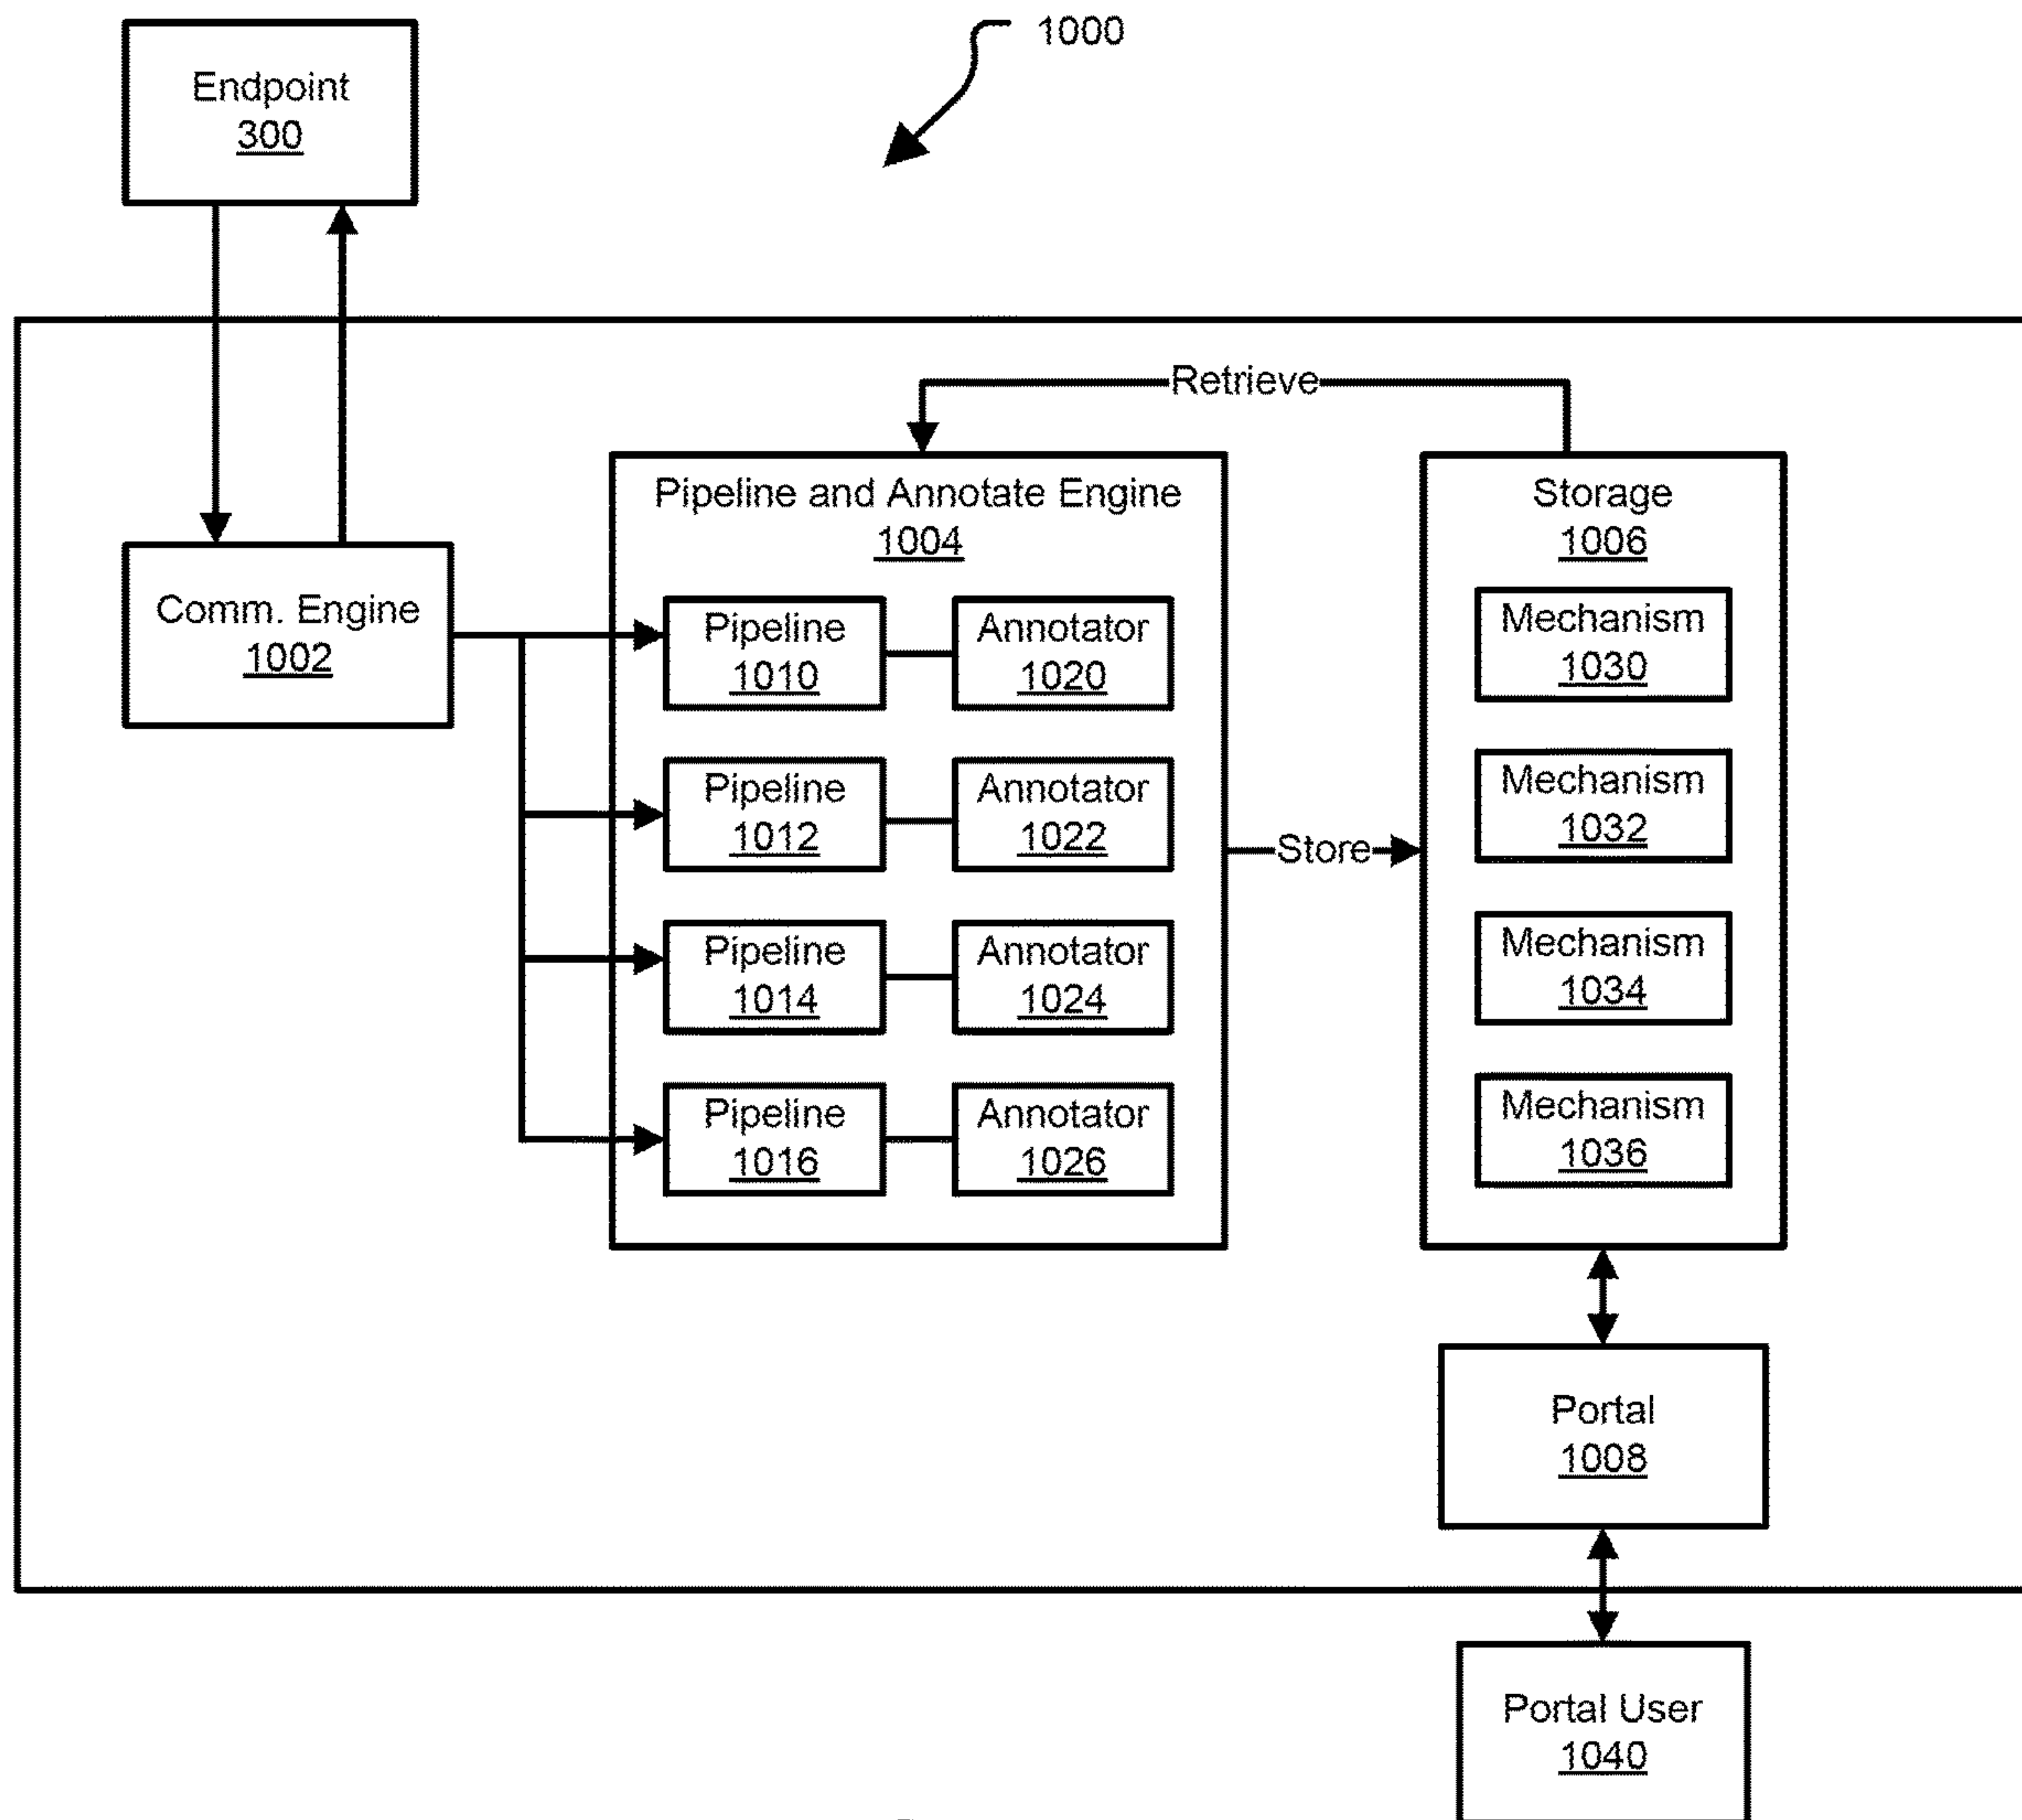 1000
Endpoint
300
Retrieve
Pipeline and Annotate Engine
1004
Storage
1006
Comm. Engine
1002
Pipeline
1010
Annotator
1020
Mechanism
1030
Pipeline
1012
Annotator
1022
Mechanism
1032
Store
Pipeline
1014
Annotator
1024
Mechanism
1034
Pipeline
1016
Annotator
1026
Mechanism
1036
Portal
1008
Portal User
1040